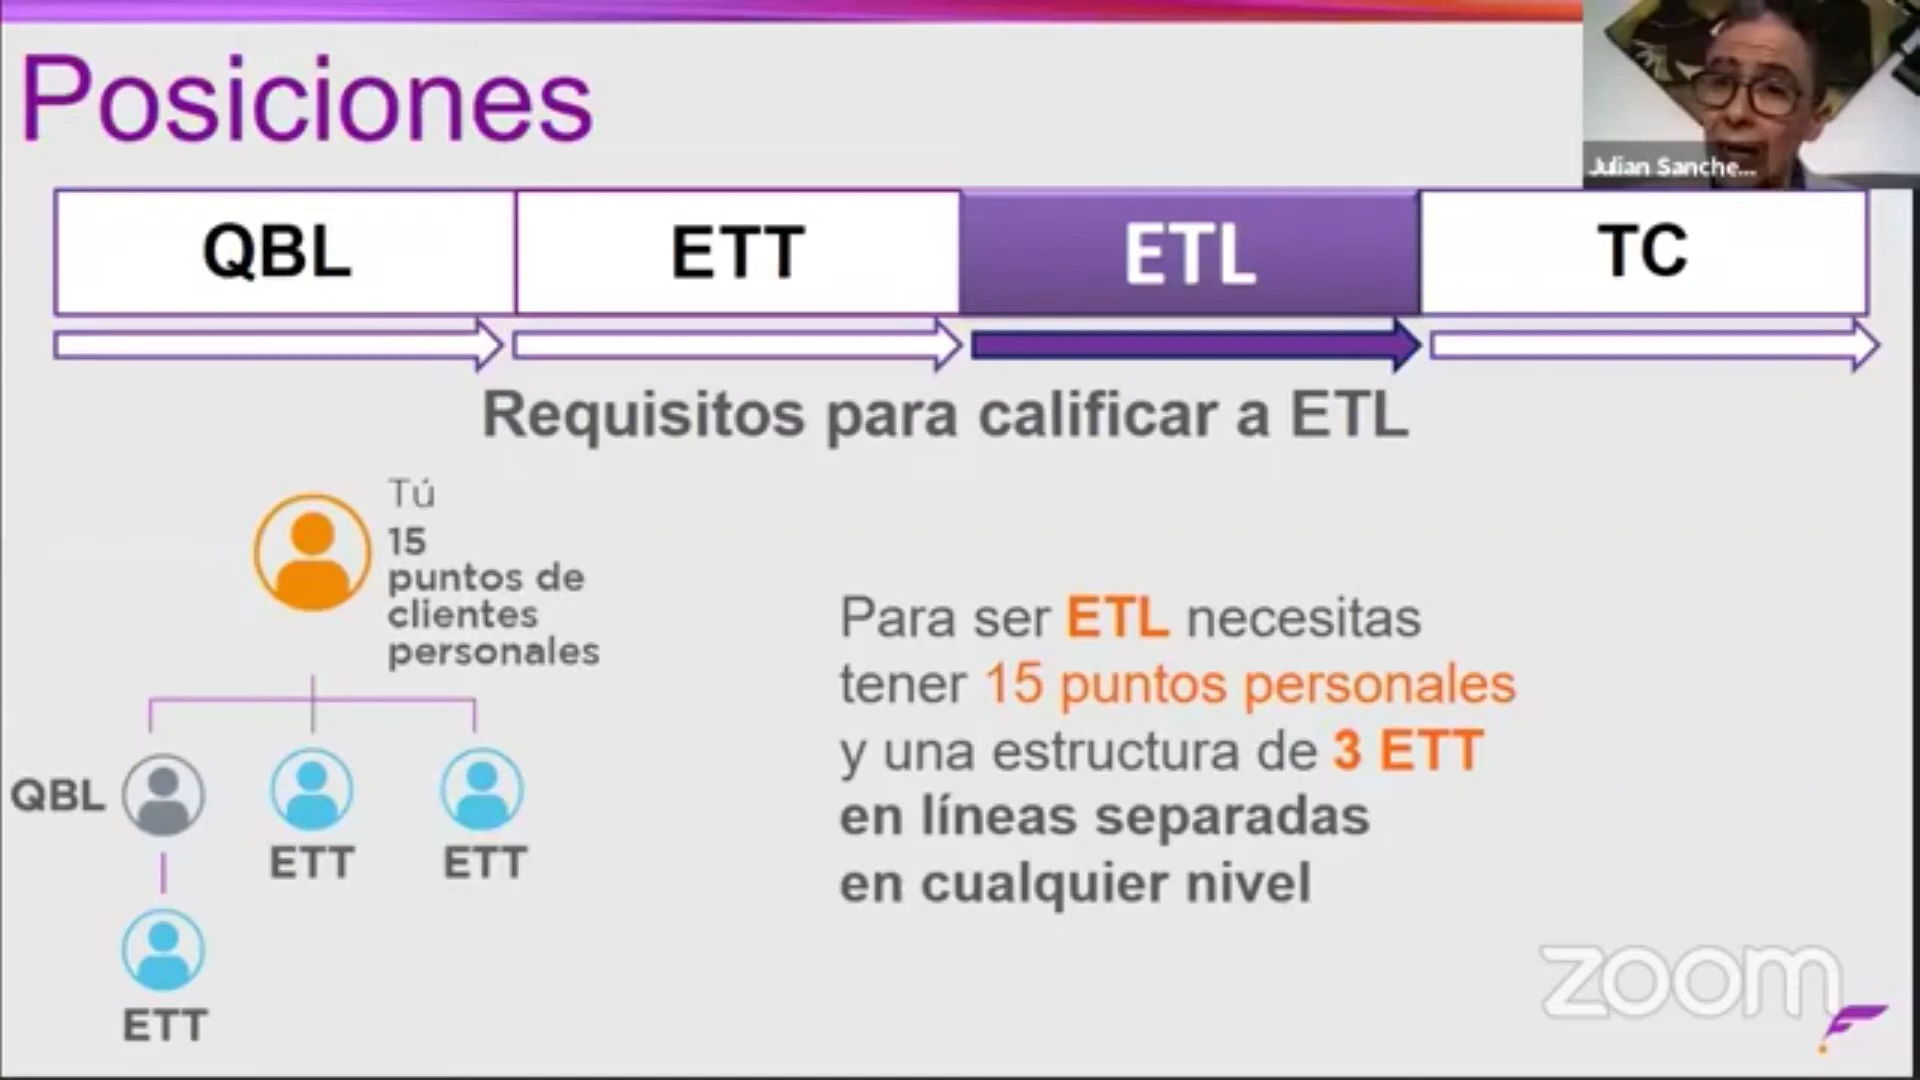 Posiciones
Julian Sanche...
QBL
ETT
ETL
TC
Requisitos para calificar a ETL
Tú
15
puntos de
clientes
personales
QBL
ETT
ETT
ETT
Para ser ETL necesitas
tener 15 puntos personales
y una estructura de 3 ETT
en líneas separadas
en cualquier nivel
zoom